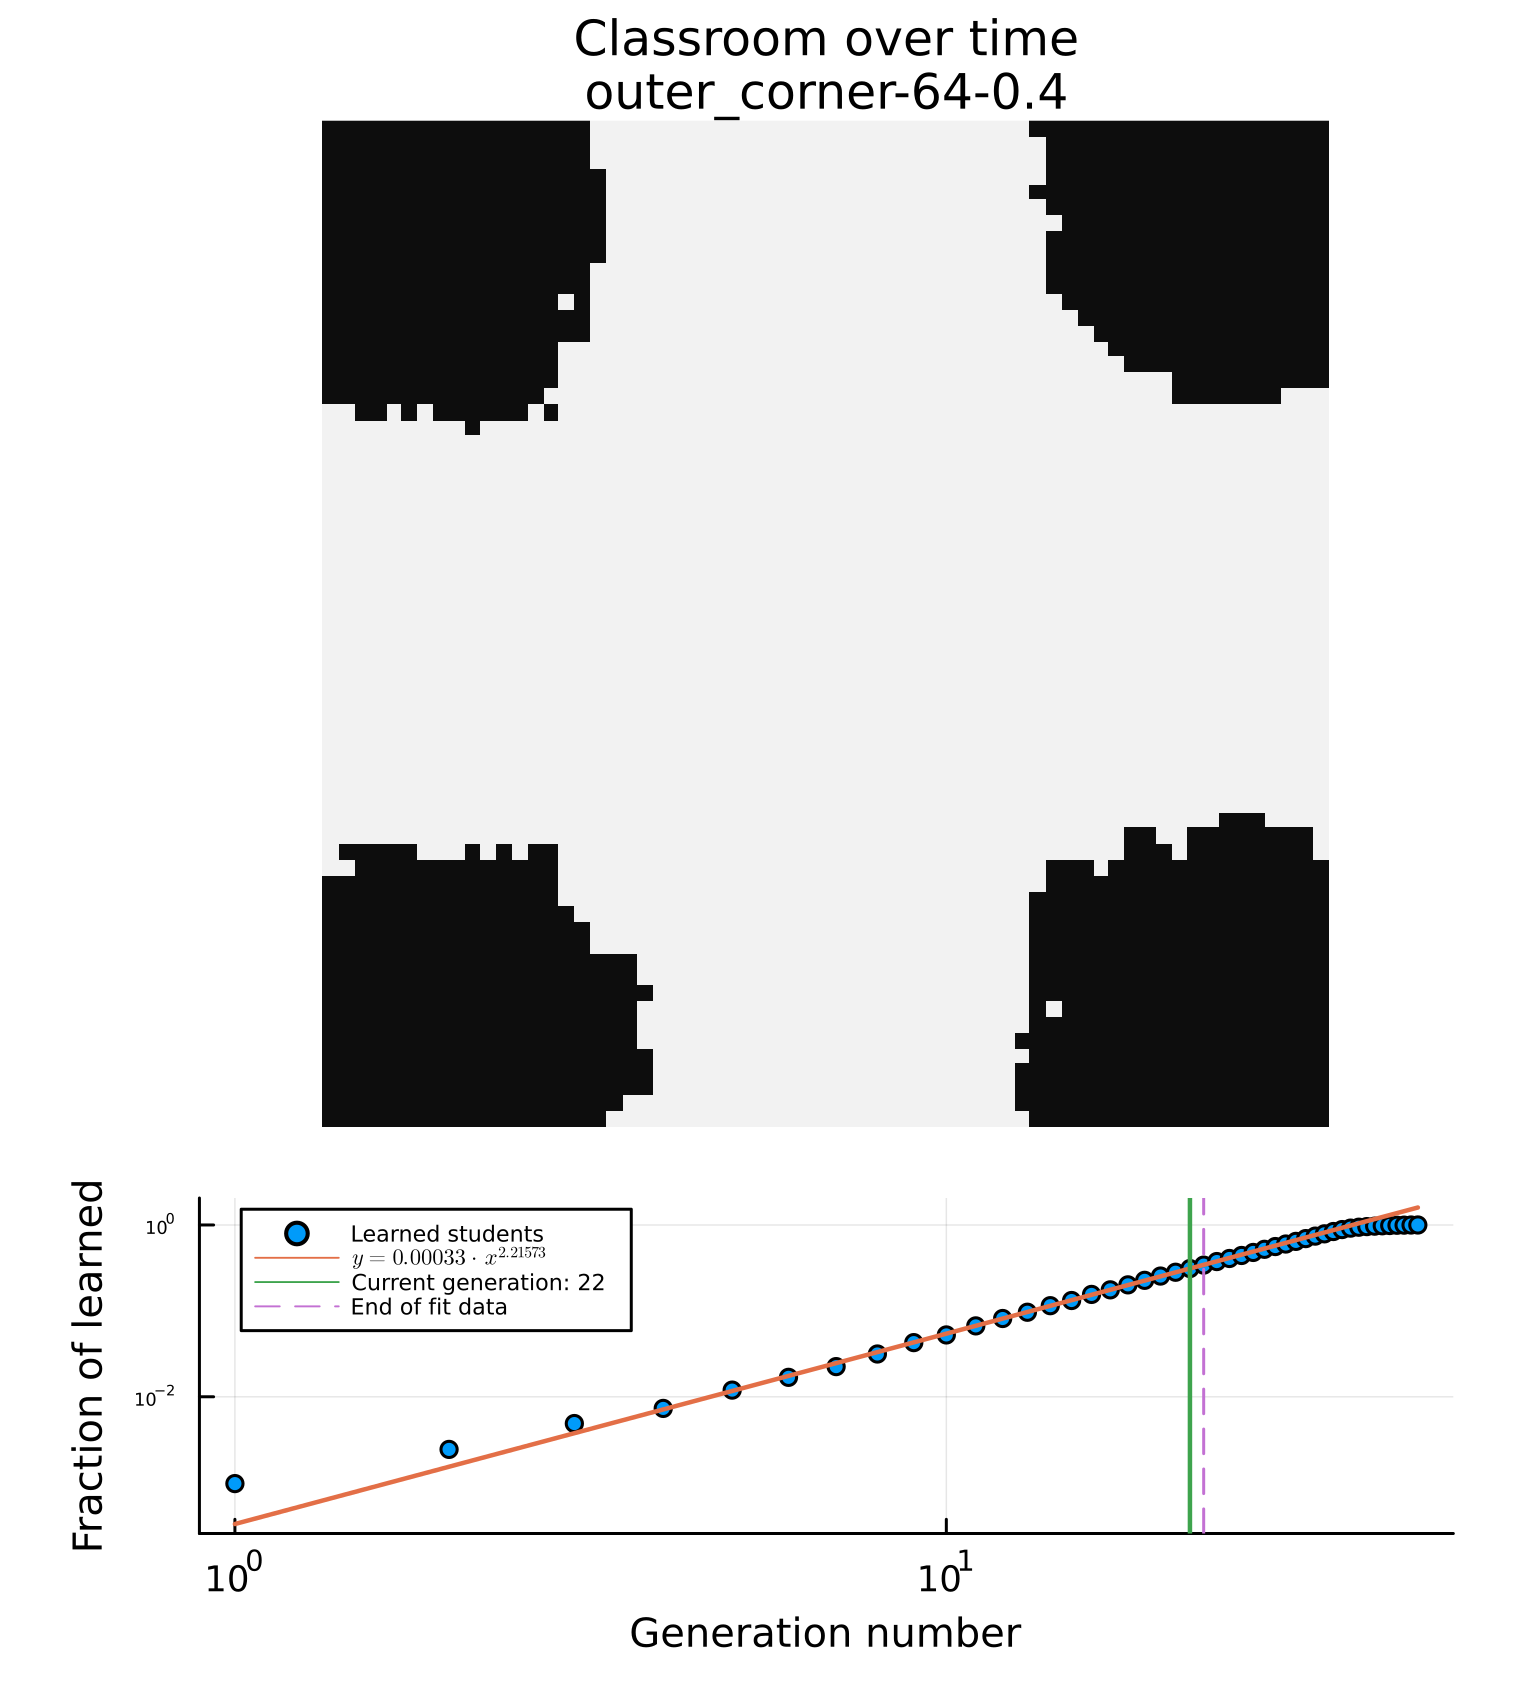 Classroom over time
outer_corner-64-0.4
Fraction of learned
10^0
10^-2
Learned students
y = 0.00033 · x^2.21573
Current generation: 22
End of fit data
10^0
10^1
Generation number